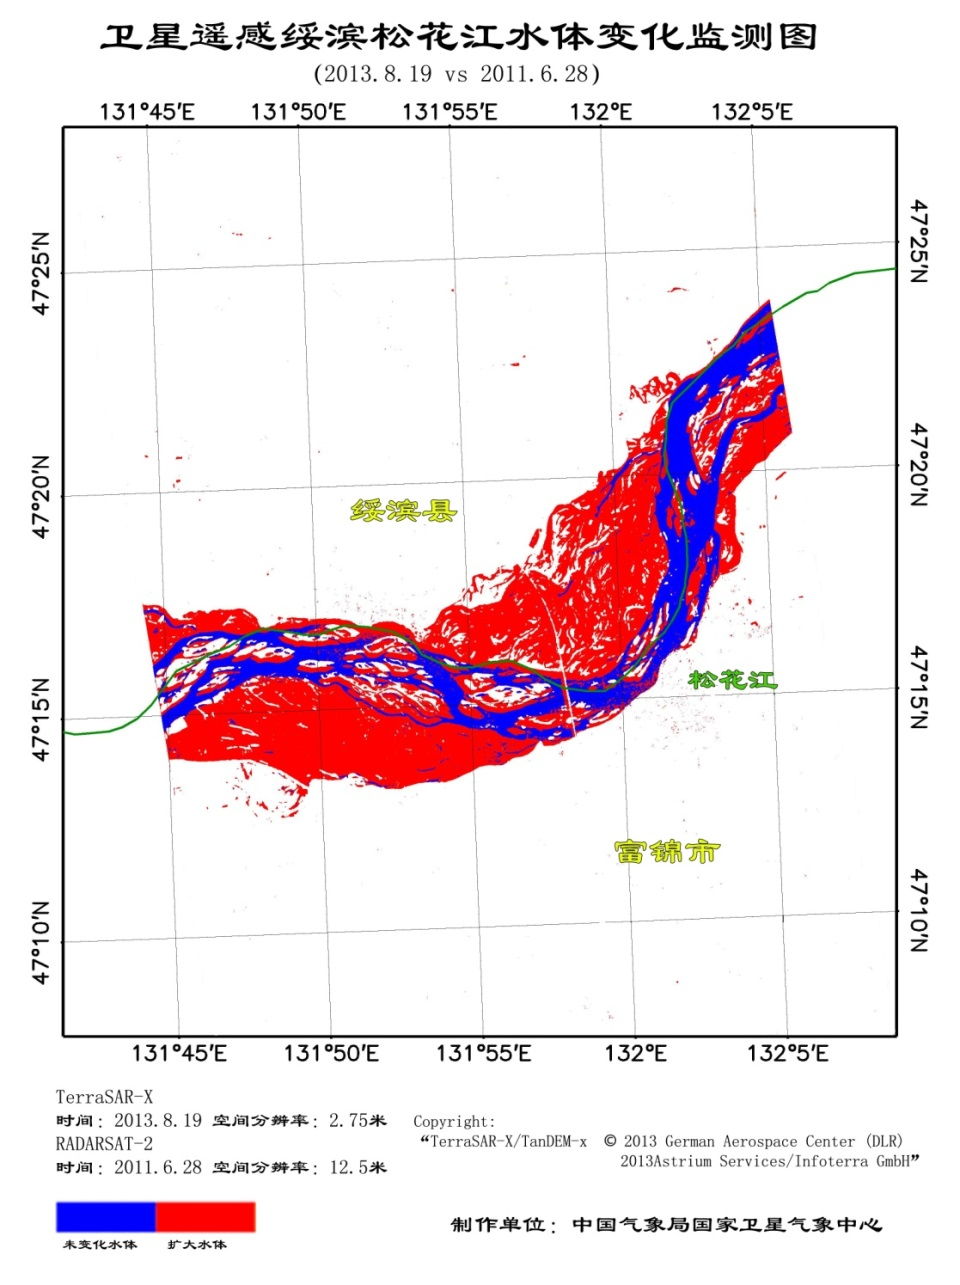 卫星遥感绥滨松花江水体变化监测图
(2013.8.19 vs 2011.6.28)
131°45′E 131°50′E 131°55′E 132°E 132°5′E
47°25′N
47°25′N
47°20′N
47°20′N
绥滨县
47°15′N
47°15′N
松花江
富锦市
47°10′N
47°10′N
131°45′E 131°50′E 131°55′E 132°E 132°5′E
TerraSAR-X
时间：2013.8.19 空间分辨率：2.75米
RADARSAT-2
时间：2011.6.28 空间分辨率：12.5米
Copyright:
“TerraSAR-X/TanDEM-x © 2013 German Aerospace Center (DLR)
2013Astrium Services/Infoterra GmbH”
未变化水体 扩大水体
制作单位：中国气象局国家卫星气象中心